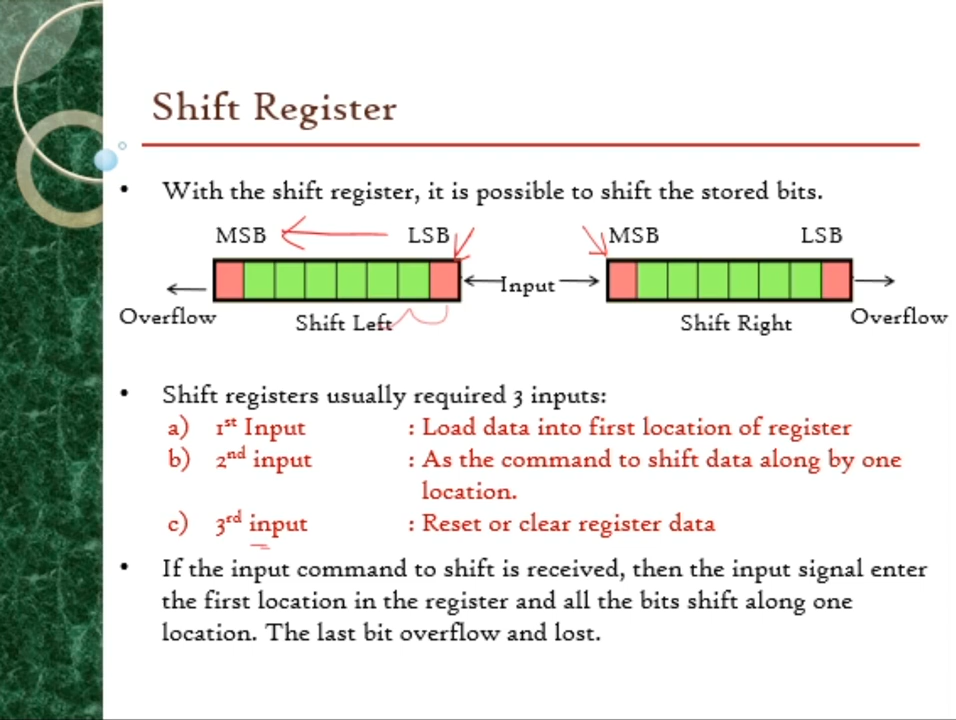 Shift Register
• With the shift register, it is possible to shift the stored bits.
MSB LSB MSB LSB
Input
Overflow Shift Left Shift Right Overflow
• Shift registers usually required 3 inputs:
a) 1st Input : Load data into first location of register
b) 2nd input : As the command to shift data along by one
location.
c) 3rd input : Reset or clear register data
• If the input command to shift is received, then the input signal enter
the first location in the register and all the bits shift along one
location. The last bit overflow and lost.